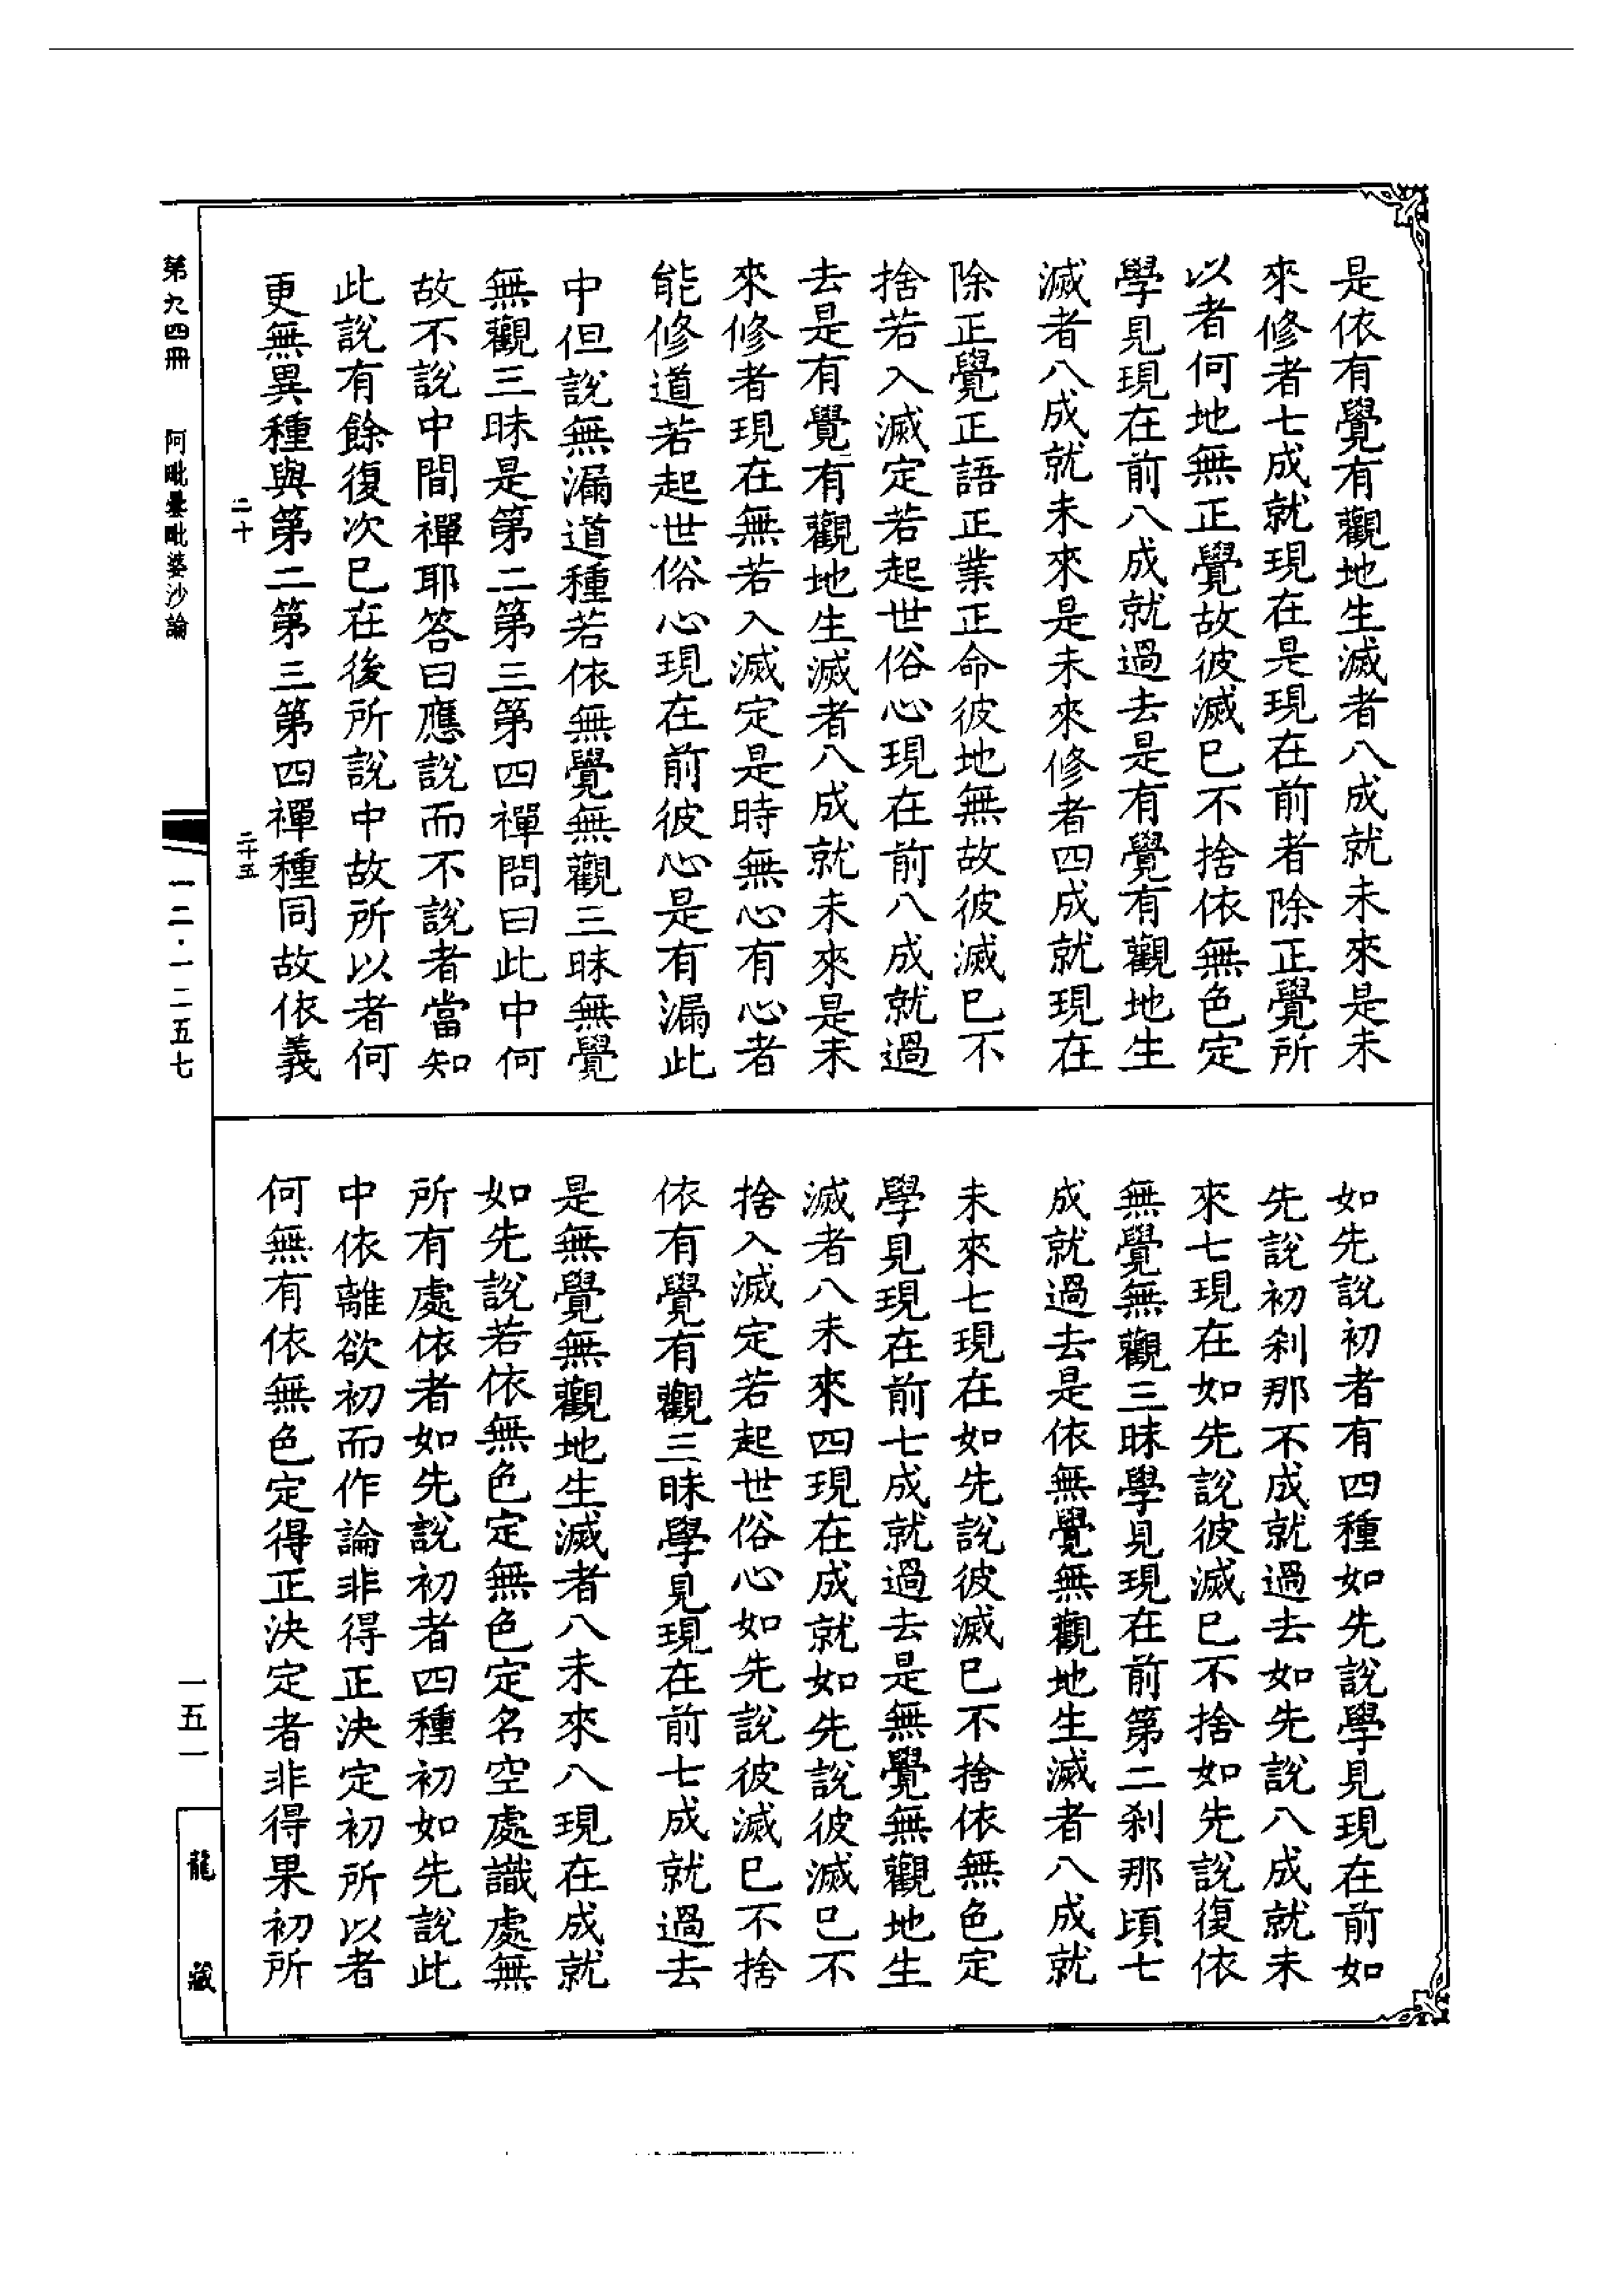 是依有覺有觀地生滅者八成就未來是未
來修者七成就現在是現在前者除正覺所
以者何地無正覺故彼滅已不捨依無色定
學見現在前八成就過去是有覺有觀地生
滅者八成就未來是未來修者四成就現在
除正覺正語正業正命彼地無故彼滅已不
捨若入滅定若起世俗心現在前八成就過
去是有覺有觀地生滅者八成就未來是未
來修者現在無若入滅定是時無心有心者
能修道若起世俗心現在前彼心是有漏此
中但說無漏道種若依無覺無觀三昧無覺
無觀三昧是第二第三第四禪問曰此中何
故不說中間禪耶答曰應說而不說者當知
此說有餘復次已在後所說中故所以者何
更無異種與第二第三第四禪種同故依義
如先說初者有四種如先說學見現在前如
先說初剎那不成就過去如先說八成就未
來七現在如先說彼滅已不捨如先說復依
無覺無觀三昧學見現在前第二剎那頃七
成就過去是依無覺無觀地生滅者八成就
未來七現在如先說彼滅已不捨依無色定
學見現在前七成就過去是無覺無觀地生
滅者八未來四現在成就如先說彼滅已不
捨入滅定若起世俗心如先說彼滅已不捨
依有覺有觀三昧學見現在前七成就過去
是無覺無觀地生滅者八未來八現在成就
如先說若依無色定無色定名空處識處無
所有處依者如先說初者四種初如先說此
中依離欲初而作論非得正決定初所以者
何無有依無色定得正決定者非得果初所
二十
二十五
第九四冊
阿毗曇毗婆沙論
一二·一二五七
一五一
龍藏